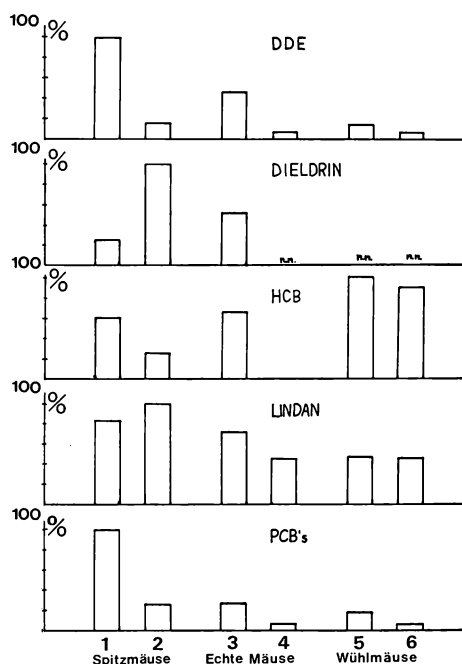 100
%
DDE
100
%
DIELDRIN
n.n. n.n. n.n.
100
%
HCB
100
%
LINDAN
100
%
PCB's
1 2 3 4 5 6
Spitzmäuse Echte Mäuse Wühlmäuse